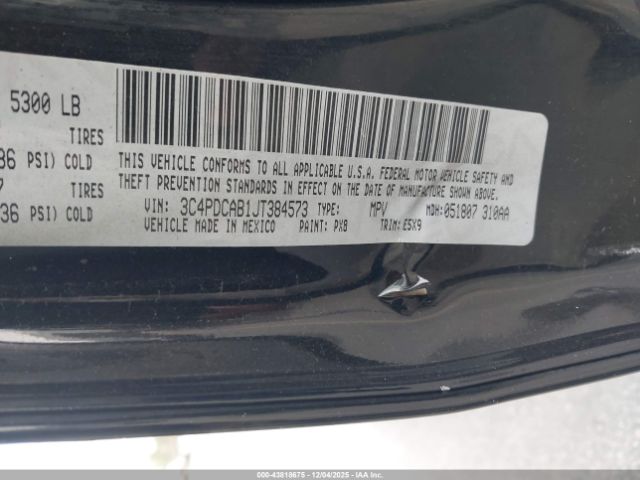 5300 LB
TIRES
36 PSI) COLD
TIRES
36 PSI) COLD
THIS VEHICLE CONFORMS TO ALL APPLICABLE U.S.A. FEDERAL MOTOR VEHICLE SAFETY AND
THEFT PREVENTION STANDARDS IN EFFECT ON THE DATE OF MANUFACTURE SHOWN ABOVE.
VIN: 3C4PDCAB1JT384573 TYPE: MPV MDH:051807 310AA
VEHICLE MADE IN MEXICO PAINT: PX8 TRIM: E5X9
000-43818675 - 12/04/2025 - IAAI.COM